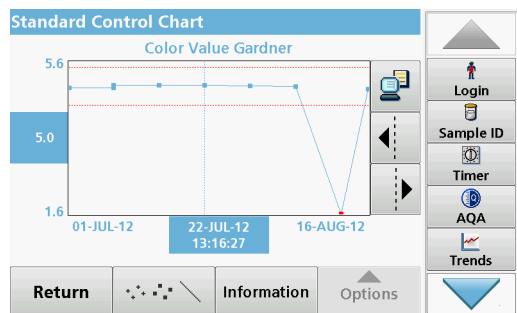 Standard Control Chart
Color Value Gardner
5.6
5.0
1.6
01-JUL-12
22-JUL-12
13:16:27
16-AUG-12
Return
Information
Options
Login
Sample ID
Timer
AQA
Trends